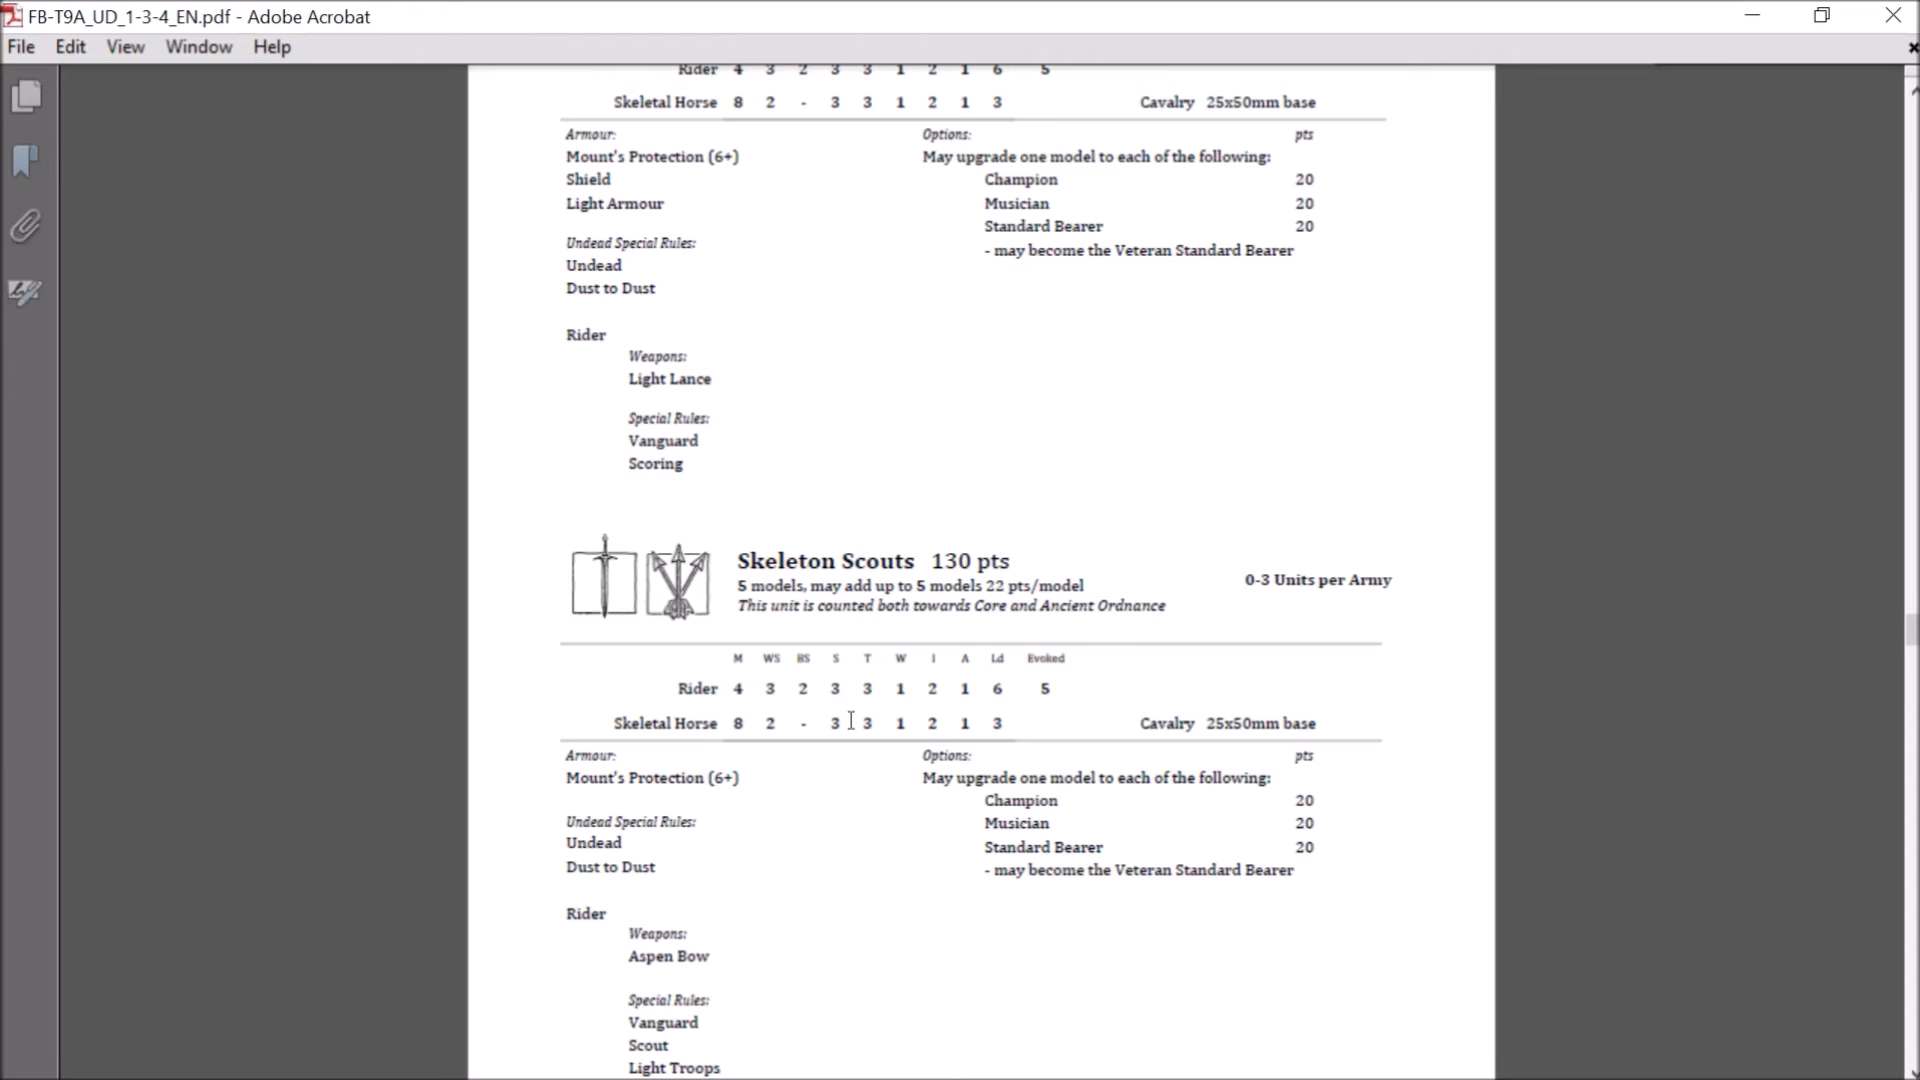 FB-T9A_UD_1-3-4_EN.pdf - Adobe Acrobat
File Edit View Window Help
Rider 4 3 2 3 3 1 2 1 6 5
Skeletal Horse 8 2 - 3 3 1 2 1 3 Cavalry 25x50mm base
Armour: Options: pts
Mount's Protection (6+) May upgrade one model to each of the following:
Shield Champion 20
Light Armour Musician 20
Standard Bearer 20
Undead Special Rules: - may become the Veteran Standard Bearer
Undead
Dust to Dust
Rider
Weapons:
Light Lance
Special Rules:
Vanguard
Scoring
Skeleton Scouts 130 pts
5 models, may add up to 5 models 22 pts/model 0-3 Units per Army
This unit is counted both towards Core and Ancient Ordnance
M WS BS S T W I A Ld Evoked
Rider 4 3 2 3 3 1 2 1 6 5
Skeletal Horse 8 2 - 3 3 1 2 1 3 Cavalry 25x50mm base
Armour: Options: pts
Mount's Protection (6+) May upgrade one model to each of the following:
Champion 20
Undead Special Rules: Musician 20
Undead Standard Bearer 20
Dust to Dust - may become the Veteran Standard Bearer
Rider
Weapons:
Aspen Bow
Special Rules:
Vanguard
Scout
Light Troops